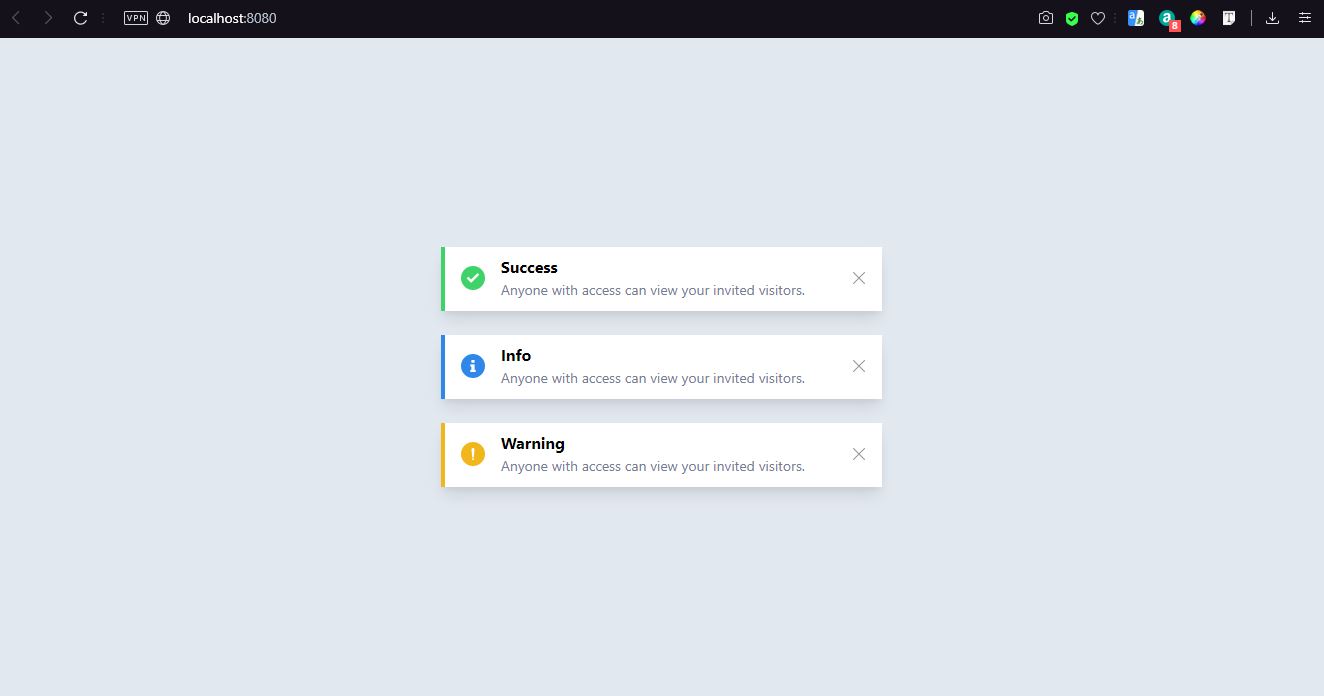 VPN localhost:8080
8
Success
Anyone with access can view your invited visitors.
Info
Anyone with access can view your invited visitors.
Warning
Anyone with access can view your invited visitors.